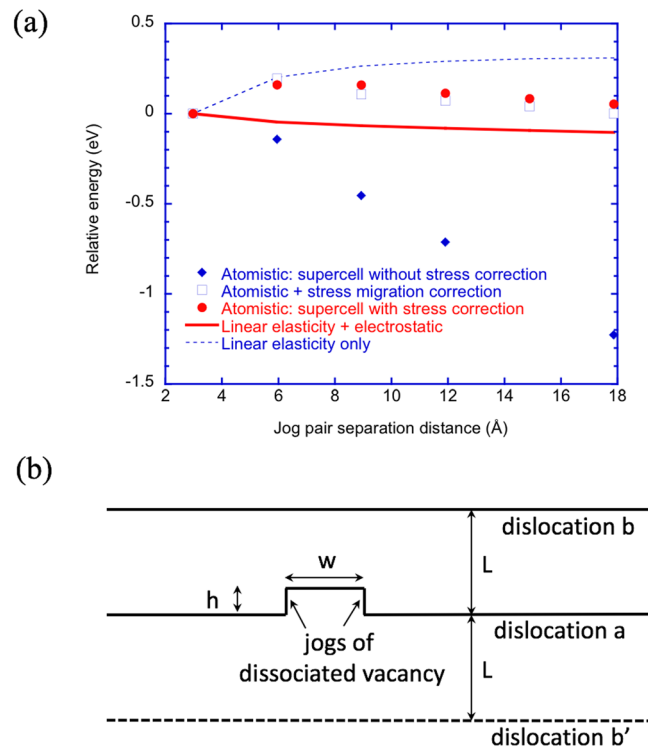 (a)
Relative energy (eV)
0.5
0
-0.5
-1
-1.5
Atomistic: supercell without stress correction
Atomistic + stress migration correction
Atomistic: supercell with stress correction
Linear elasticity + electrostatic
Linear elasticity only
2 4 6 8 10 12 14 16 18
Jog pair separation distance (Å)
(b)
dislocation b
w
L
h
dislocation a
jogs of
dissociated vacancy
L
dislocation b’